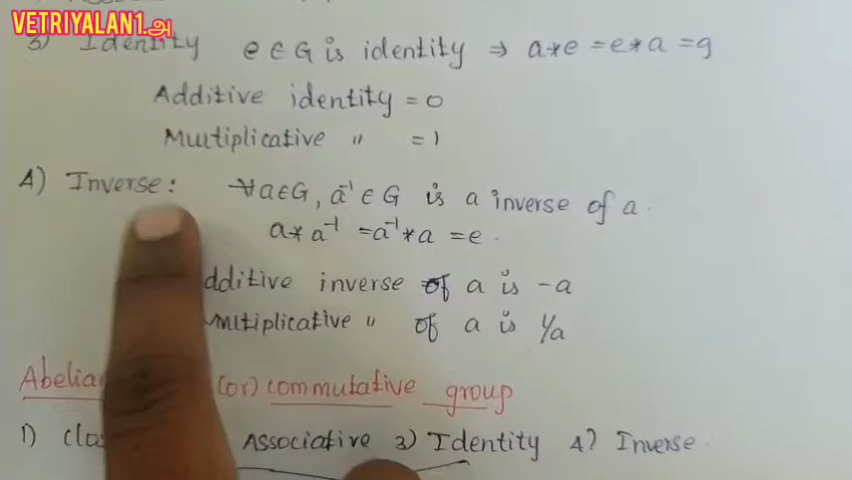 VETRIYALAN1.அ
3) Identity e ∈ G is identity ⇒ a*e = e*a = g
Additive identity = 0
Multiplicative " = 1
4) Inverse: ∀a∈G, a⁻¹ ∈ G is a inverse of a.
a* a⁻¹ = a⁻¹*a = e.
dditive inverse of a is -a
multiplicative " of a is 1/a
Abelia (or) commutative group
1) Clo Associative 3) Identity 4) Inverse.